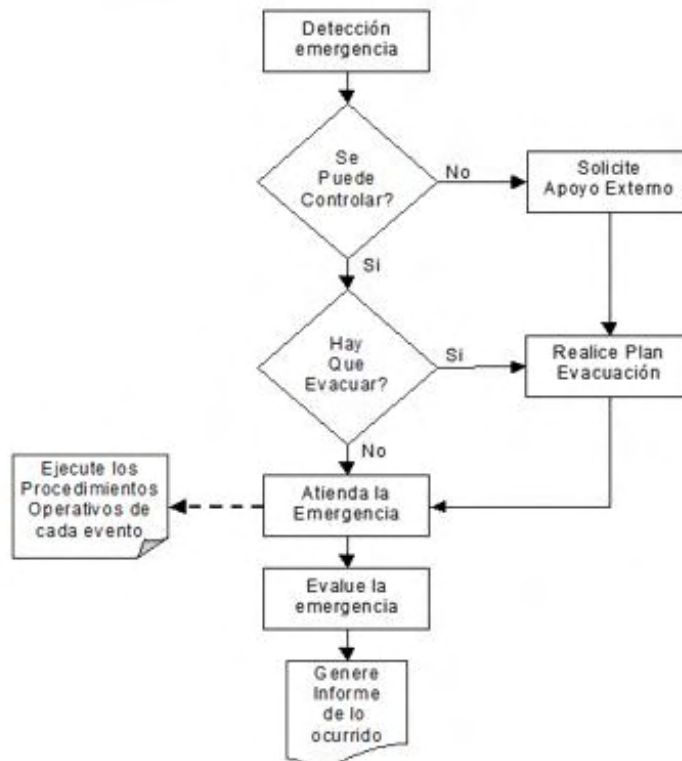 Detección
emergencia
Se
Puede
Controlar?
No
Solicite
Apoyo Externo
Si
Hay
Que
Evacuar?
Si
Realice Plan
Evacuación
No
Ejecute los
Procedimientos
Operativos de
cada evento
Atienda la
Emergencia
Evalue la
emergencia
Genere
Informe
de lo
ocurrido